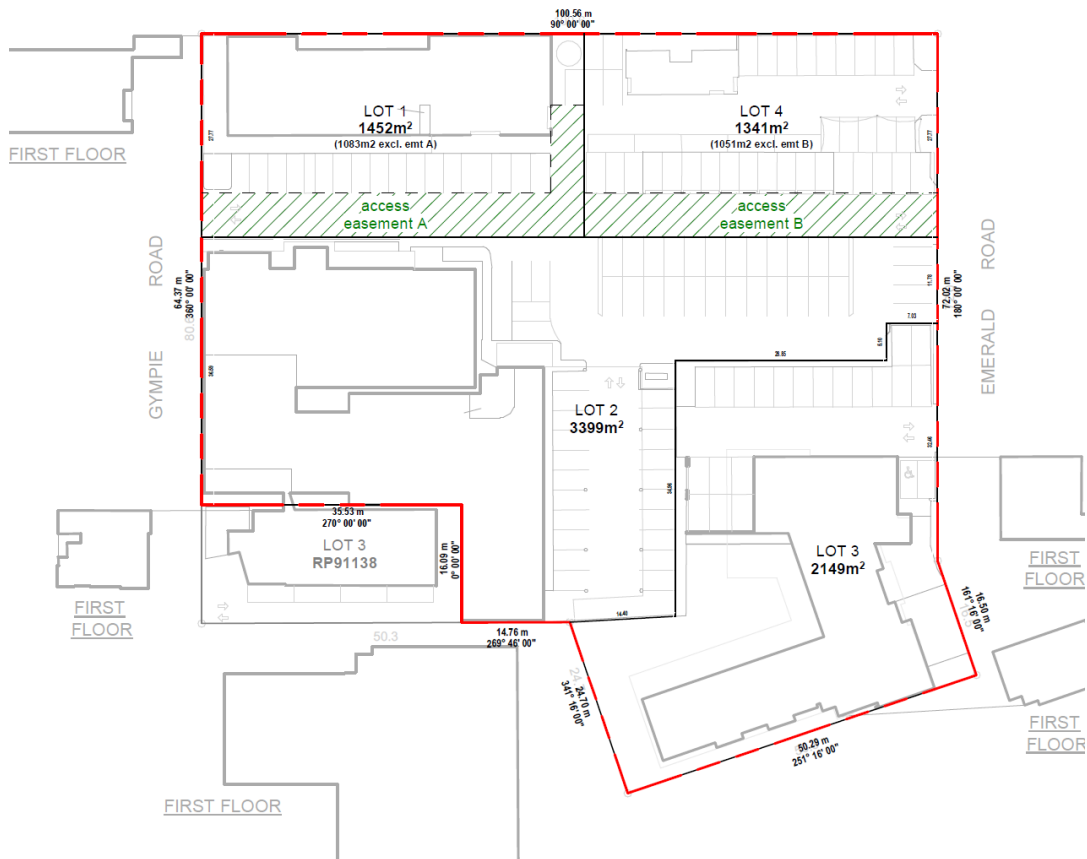 100.56 m
90° 00' 00"
LOT 1
1452m²
(1083m2 excl. emt A)
LOT 4
1341m²
(1051m2 excl. emt B)
27.77
27.77
FIRST FLOOR
access
easement A
access
easement B
GYMPIE ROAD
64.37 m
360° 00' 00"
72.02 m
180° 00' 00"
EMERALD ROAD
11.76
7.03
28.85
LOT 2
3399m²
35.53 m
270° 00' 00"
LOT 3
RP91138
16.09 m
0° 00' 00"
LOT 3
2149m²
FIRST
FLOOR
FIRST
FLOOR
14.40
14.76 m
269° 46' 00"
50.3
16.50 m
161° 16' 00"
24.70 m
341° 16' 00"
50.29 m
251° 16' 00"
FIRST
FLOOR
FIRST FLOOR